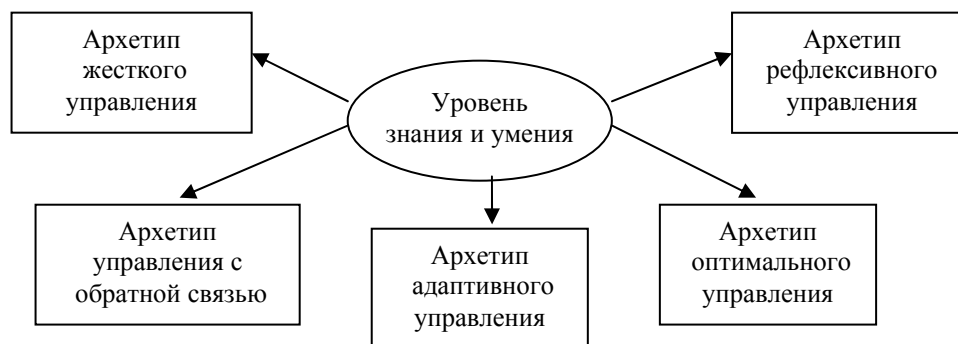 Архетип
жесткого
управления
Уровень
знания и умения
Архетип
рефлексивного
управления
Архетип
управления с
обратной связью
Архетип
адаптивного
управления
Архетип
оптимального
управления